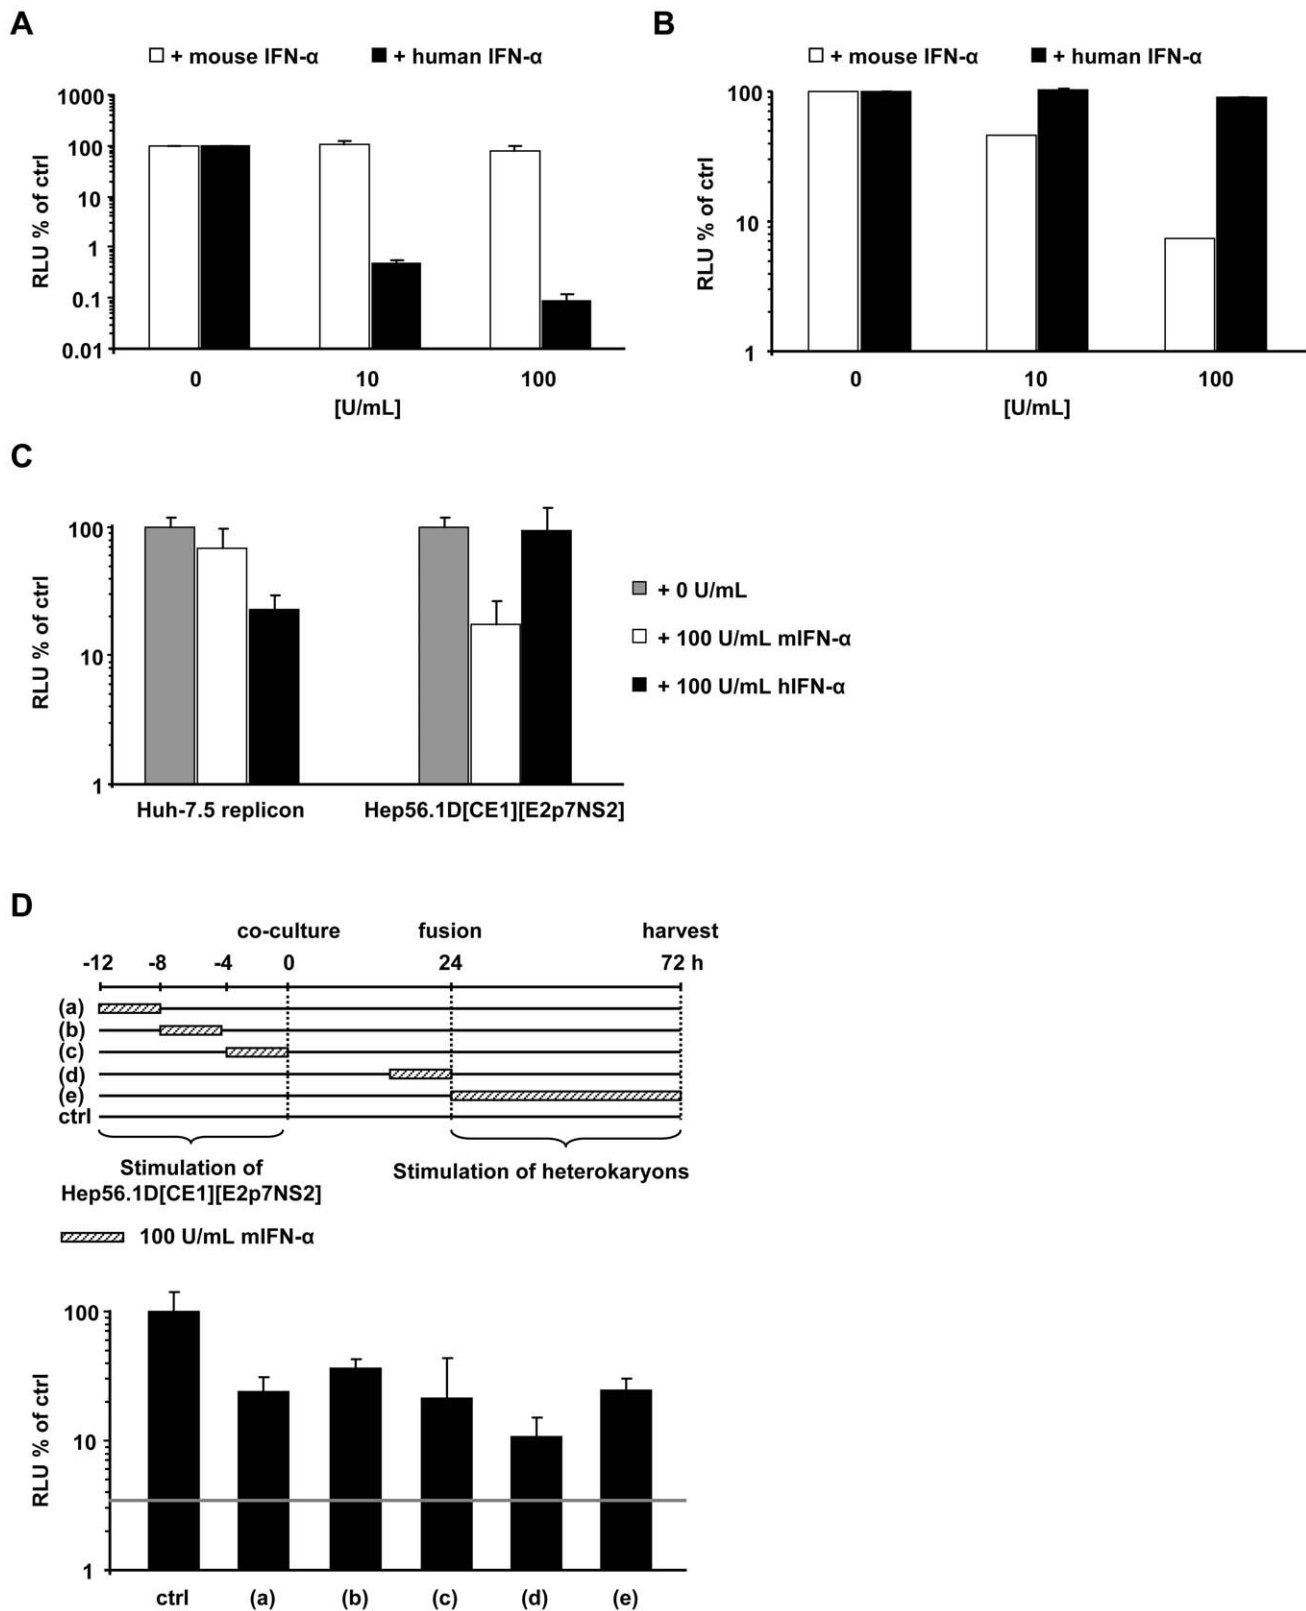 A
+ mouse IFN-α + human IFN-α
RLU % of ctrl
1000
100
10
1
0.1
0.01
0 10 100
[U/mL]
B
+ mouse IFN-α + human IFN-α
RLU % of ctrl
100
10
1
0 10 100
[U/mL]
C
RLU % of ctrl
100
10
1
Huh-7.5 replicon Hep56.1D[CE1][E2p7NS2]
+ 0 U/mL
+ 100 U/mL mIFN-α
+ 100 U/mL hIFN-α
D
co-culture fusion harvest
-12 -8 -4 0 24 72 h
(a)
(b)
(c)
(d)
(e)
ctrl
Stimulation of
Hep56.1D[CE1][E2p7NS2]
Stimulation of heterokaryons
100 U/mL mIFN-α
RLU % of ctrl
100
10
1
ctrl (a) (b) (c) (d) (e)